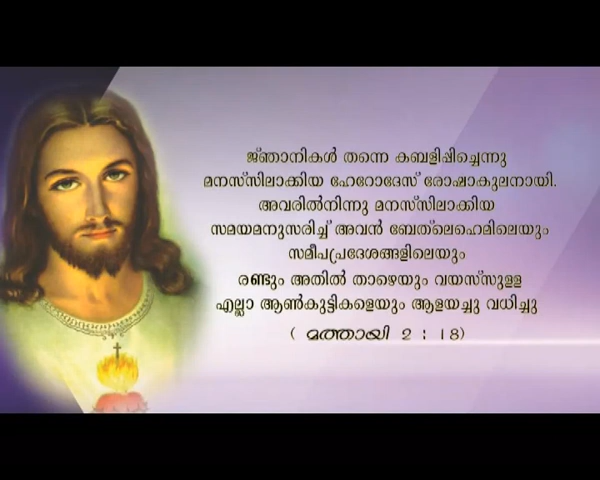 ജ്ഞാനികൾ തന്നെ കബളിപ്പിച്ചെന്നു
മനസ്സിലാക്കിയ ഹേറോദേസ് രോഷാകുലനായി.
അവരിൽനിന്നു മനസ്സിലാക്കിയ
സമയമനുസരിച്ച് അവൻ ബേത്‌ലെഹെമിലെയും
സമീപപ്രദേശങ്ങളിലെയും
രണ്ടും അതിൽ താഴെയും വയസ്സുള്ള
എല്ലാ ആൺകുട്ടികളെയും ആളയച്ചു വധിച്ചു
( മത്തായി 2 : 18)